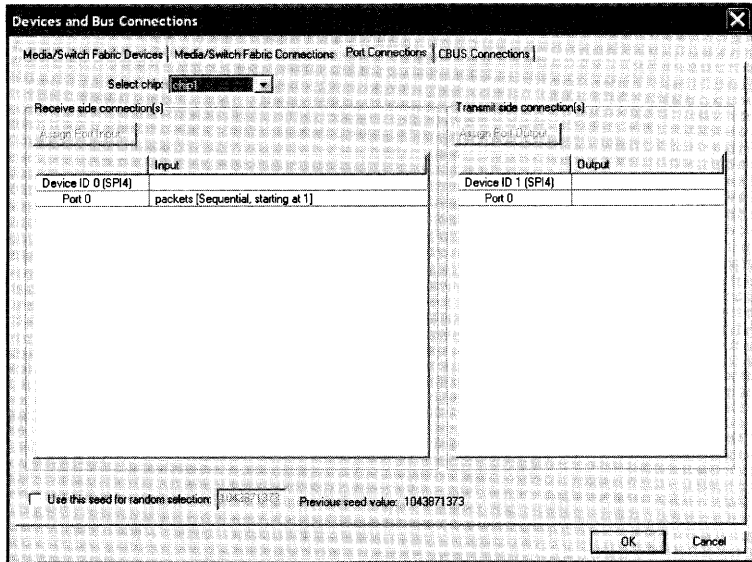 Devices and Bus Connections
Media/Switch Fabric Devices
Media/Switch Fabric Connections
Port Connections
CBUS Connections
Select chip: chip1
Receive side connection(s)
Assign Port Input
Input
Device ID 0 (SPI4)
Port 0
packets [Sequential, starting at 1]
Transmit side connection(s)
Assign Port Output
Output
Device ID 1 (SPI4)
Port 0
Use this seed for random selection: 1043871373
Previous seed value: 1043871373
OK
Cancel